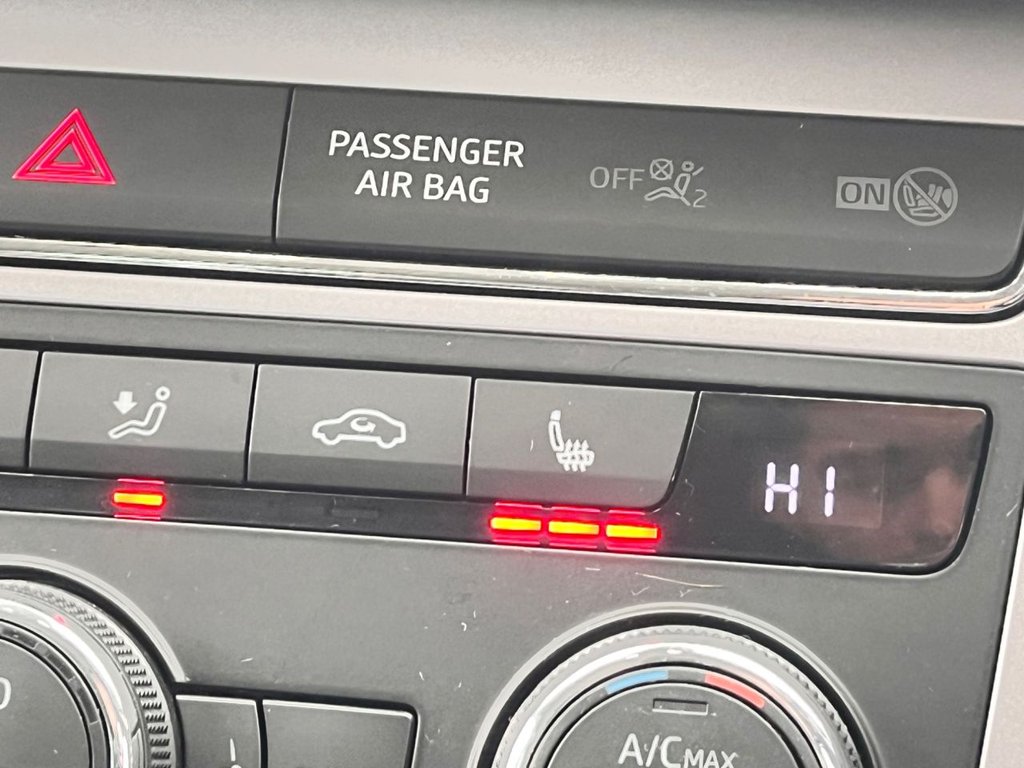 PASSENGER
AIR BAG
OFF 2
ON
HI
A/C MAX